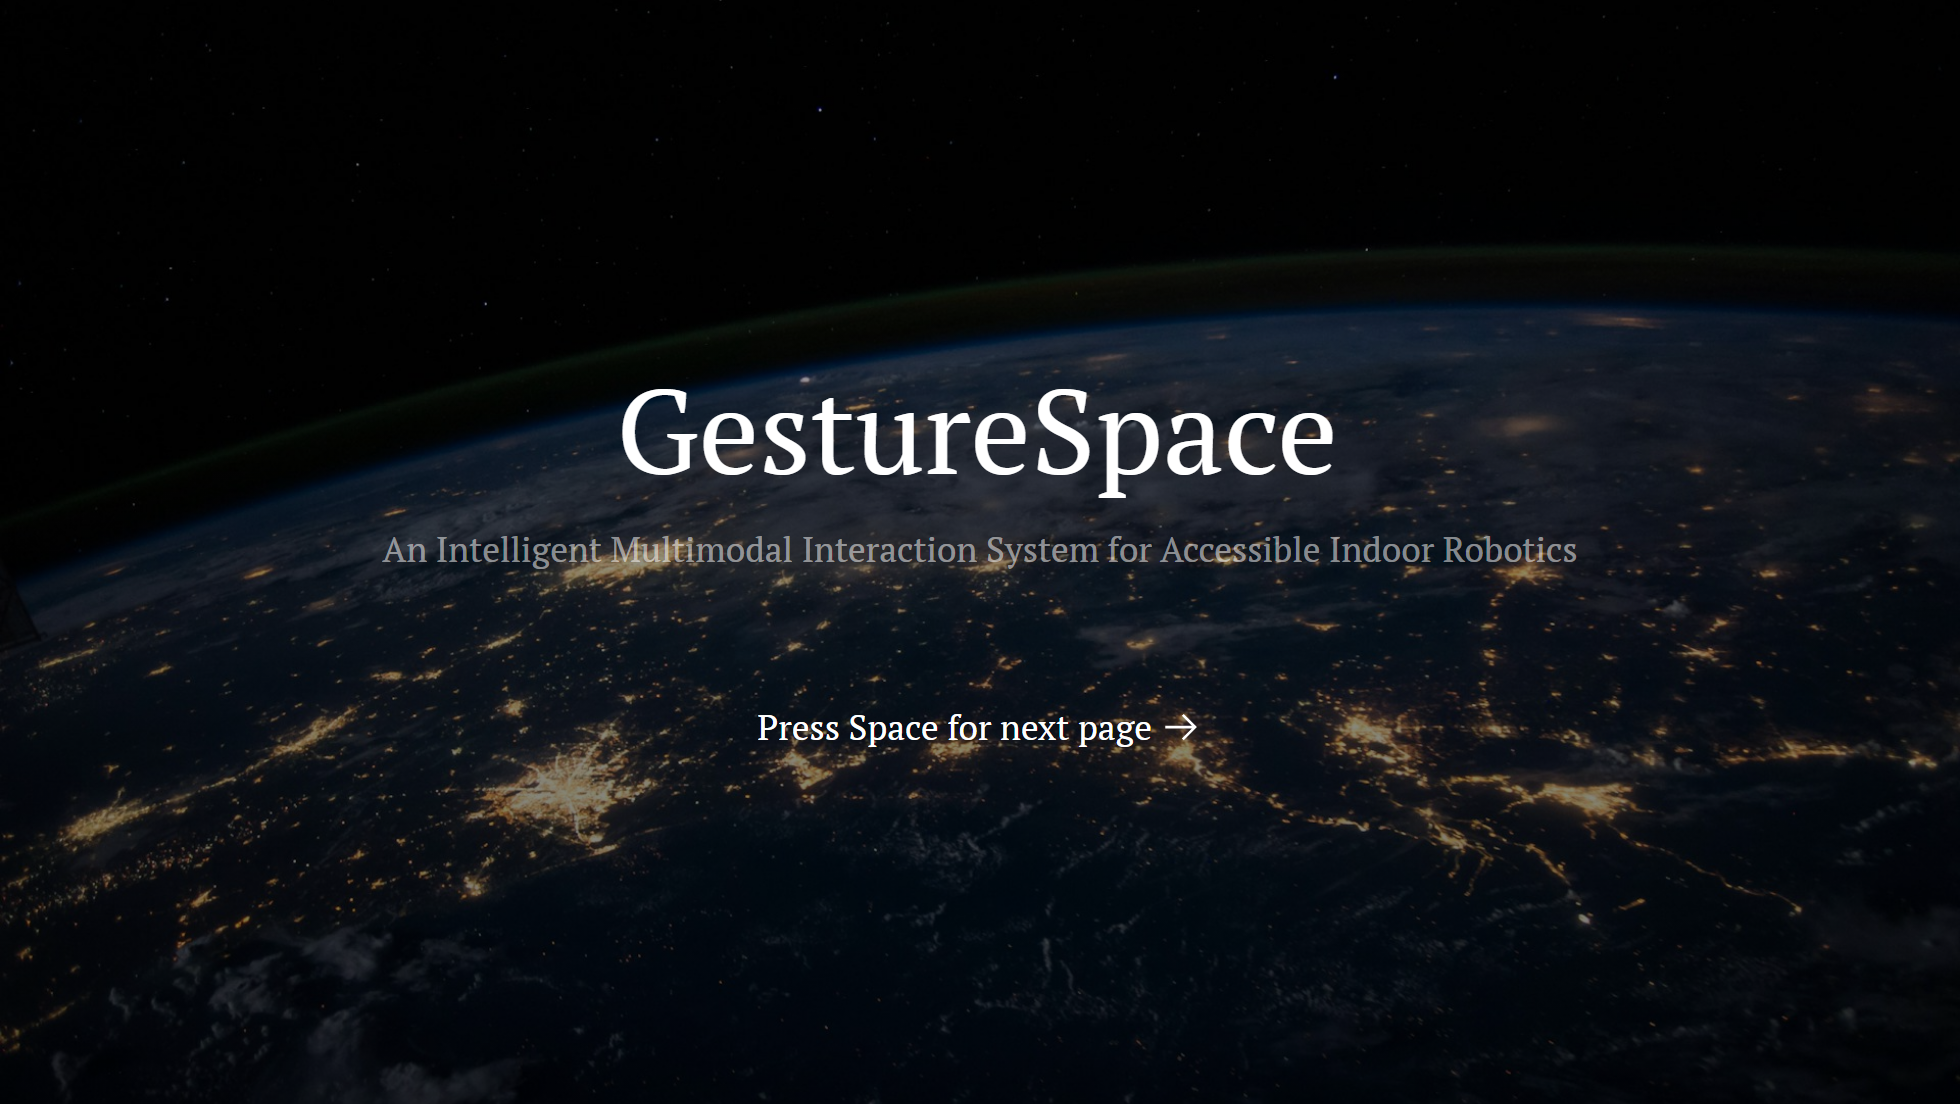 GestureSpace
An Intelligent Multimodal Interaction System for Accessible Indoor Robotics
Press Space for next page →